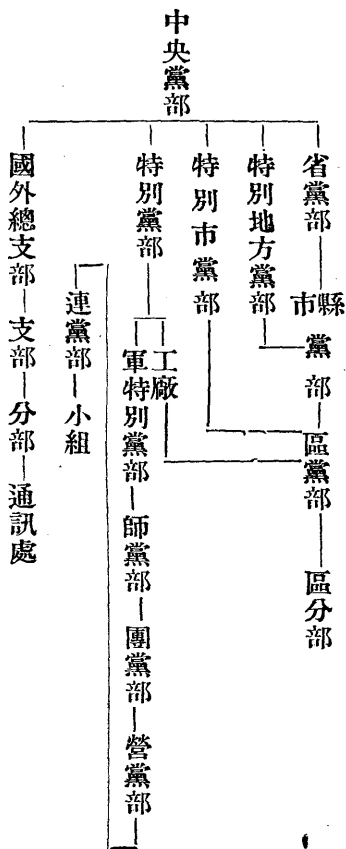 中央黨部
省黨部
縣市
黨部
區黨部
區分部
特別地方黨部
特別市黨部
特別黨部
工廠
軍特別黨部
師黨部
團黨部
營黨部
連黨部
小組
國外總支部
支部
分部
通訊處